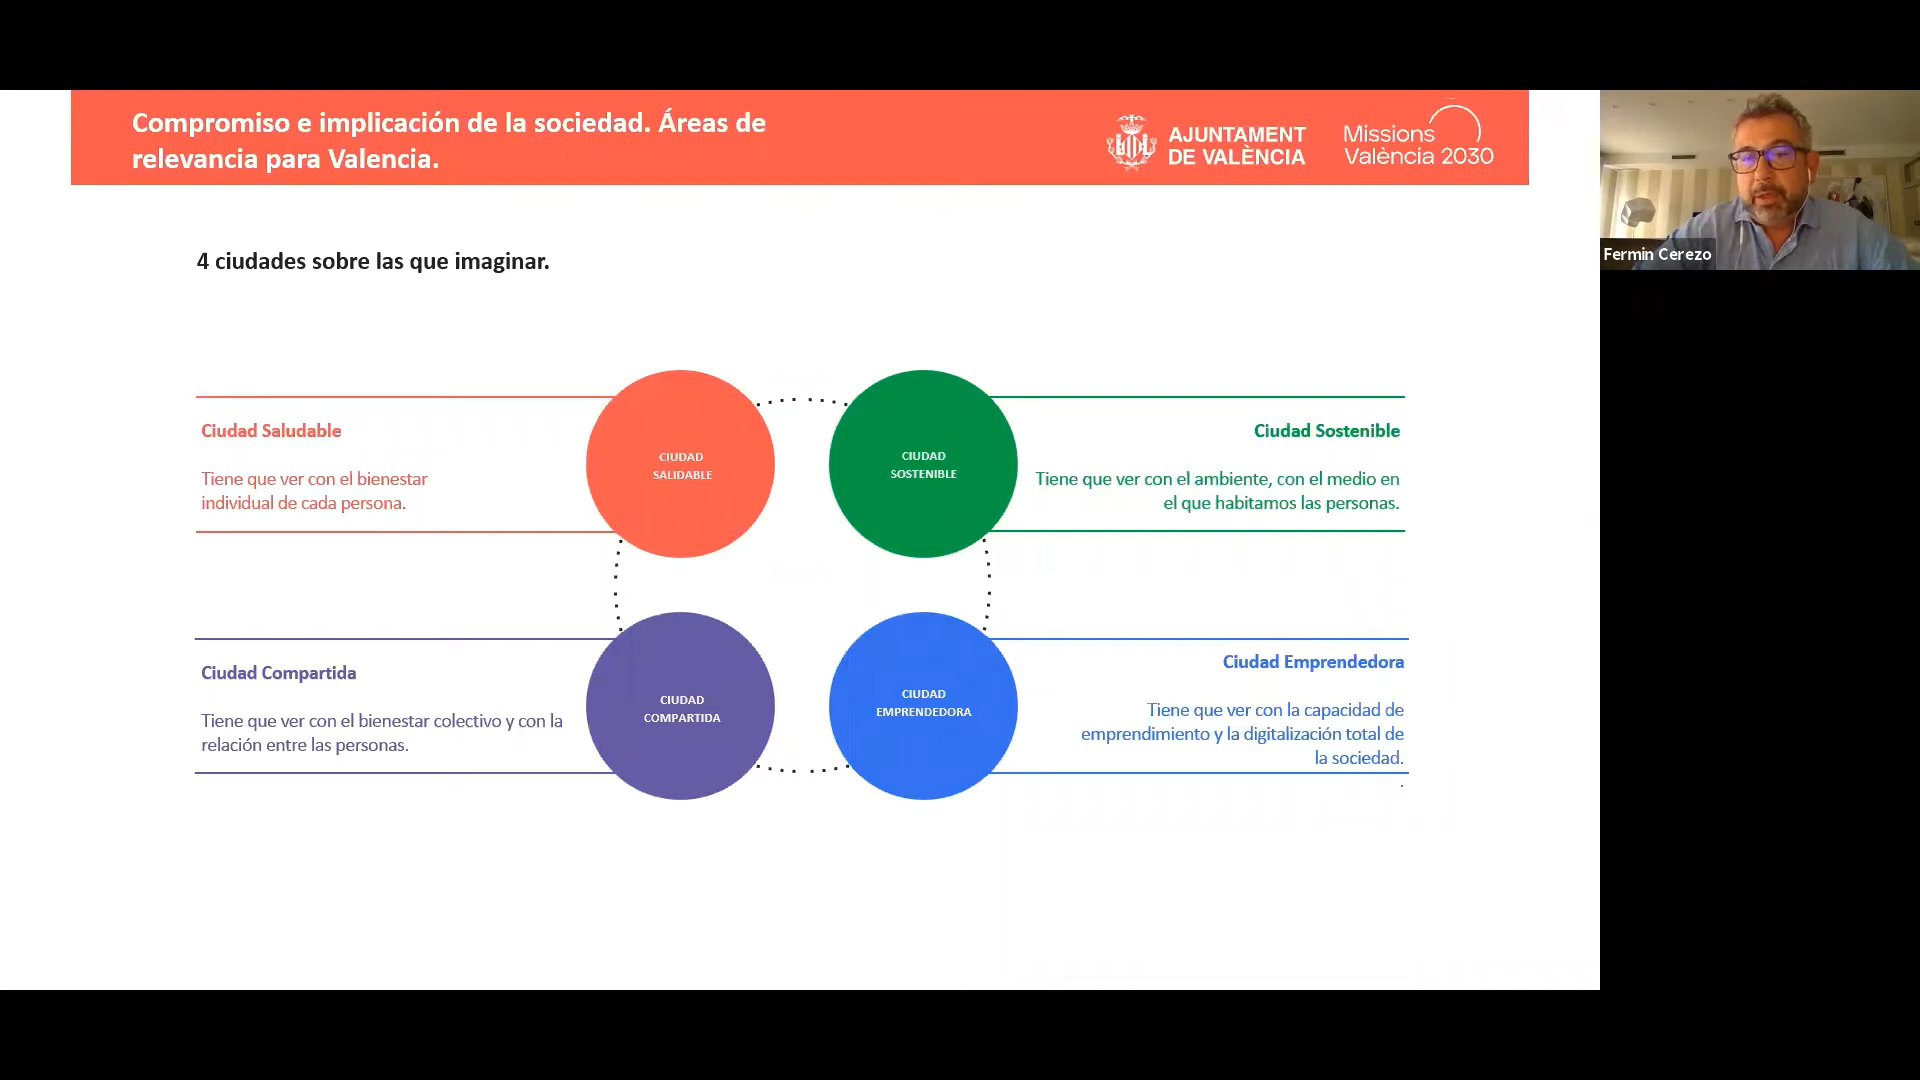 Compromiso e implicación de la sociedad. Áreas de
relevancia para Valencia.
AJUNTAMENT
DE VALÈNCIA
Missions
València 2030
Fermin Cerezo
4 ciudades sobre las que imaginar.
Ciudad Saludable
Tiene que ver con el bienestar
individual de cada persona.
CIUDAD
SALIDABLE
CIUDAD
SOSTENIBLE
Ciudad Sostenible
Tiene que ver con el ambiente, con el medio en
el que habitamos las personas.
Ciudad Compartida
Tiene que ver con el bienestar colectivo y con la
relación entre las personas.
CIUDAD
COMPARTIDA
CIUDAD
EMPRENDEDORA
Ciudad Emprendedora
Tiene que ver con la capacidad de
emprendimiento y la digitalización total de
la sociedad.
.